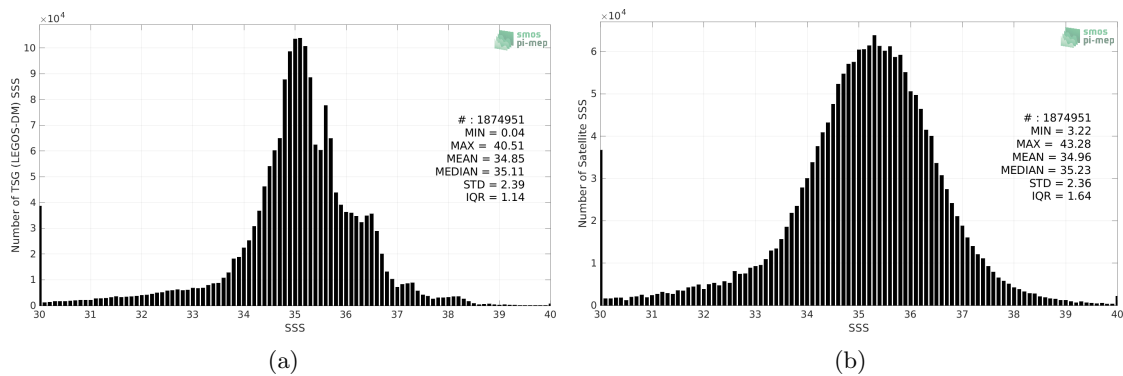 ×10⁴
10
9
8
7
6
5
4
3
2
1
0
Number of TSG (LEGOS-DM) SSS
30 31 32 33 34 35 36 37 38 39 40
SSS
smos
pi-mep
# : 1874951
MIN = 0.04
MAX = 40.51
MEAN = 34.85
MEDIAN = 35.11
STD = 2.39
IQR = 1.14
(a)
×10⁴
6
5
4
3
2
1
0
Number of Satellite SSS
30 31 32 33 34 35 36 37 38 39 40
SSS
smos
pi-mep
# : 1874951
MIN = 3.22
MAX = 43.28
MEAN = 34.96
MEDIAN = 35.23
STD = 2.36
IQR = 1.64
(b)